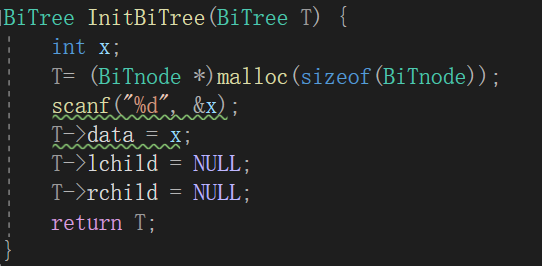 BiTree InitBiTree(BiTree T) {
int x;
T= (BiTnode *)malloc(sizeof(BiTnode));
scanf("%d", &x);
T->data = x;
T->lchild = NULL;
T->rchild = NULL;
return T;
}